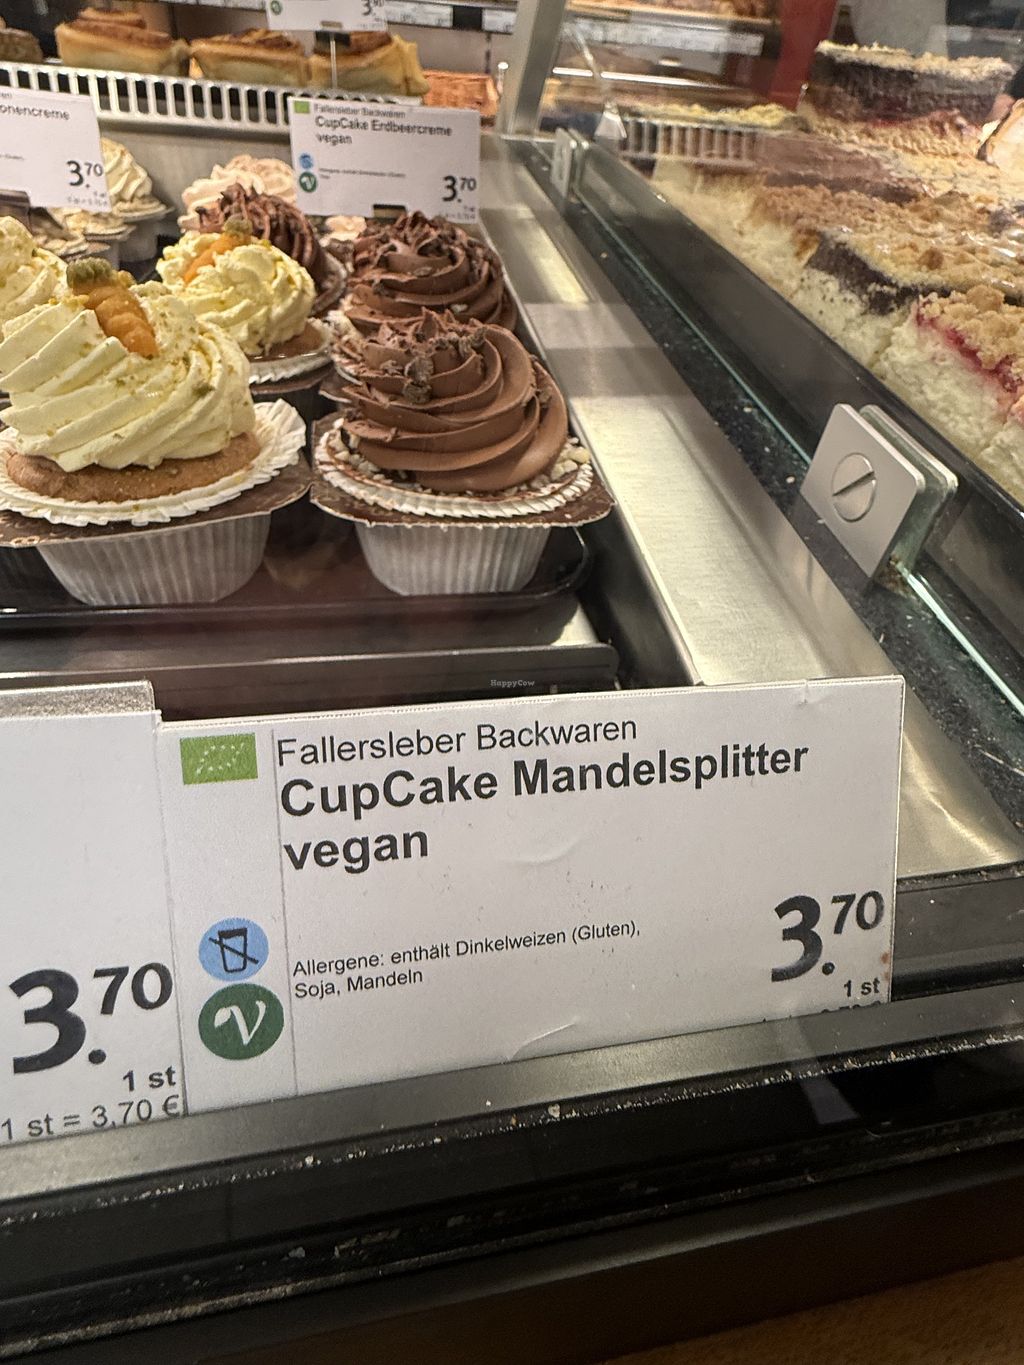 3.
onencreme
3.70
Fallersleber Backwaren
CupCake Erdbeercreme
vegan
3.70
HappyCow
Fallersleber Backwaren
CupCake Mandelsplitter
vegan
Allergene: enthält Dinkelweizen (Gluten),
Soja, Mandeln
3.70
1 st
3.70
1 st
1 st = 3,70 €